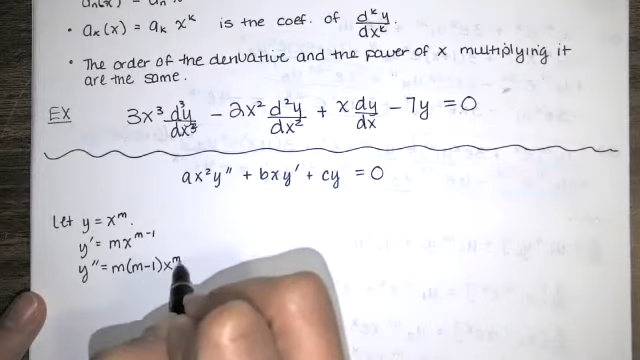 aₙ(x) = aₙ x
• aₖ(x) = aₖ xᵏ is the coef. of dᵏy/dxᵏ.
• The order of the derivative and the power of x multiplying it
are the same.
EX 3x³ d³y/dx³ − 2x² d²y/dx² + x dy/dx − 7y = 0
ax²y″ + bxy′ + cy = 0
Let y = xᵐ.
y′ = mxᵐ⁻¹
y″ = m(m−1)xᵐ